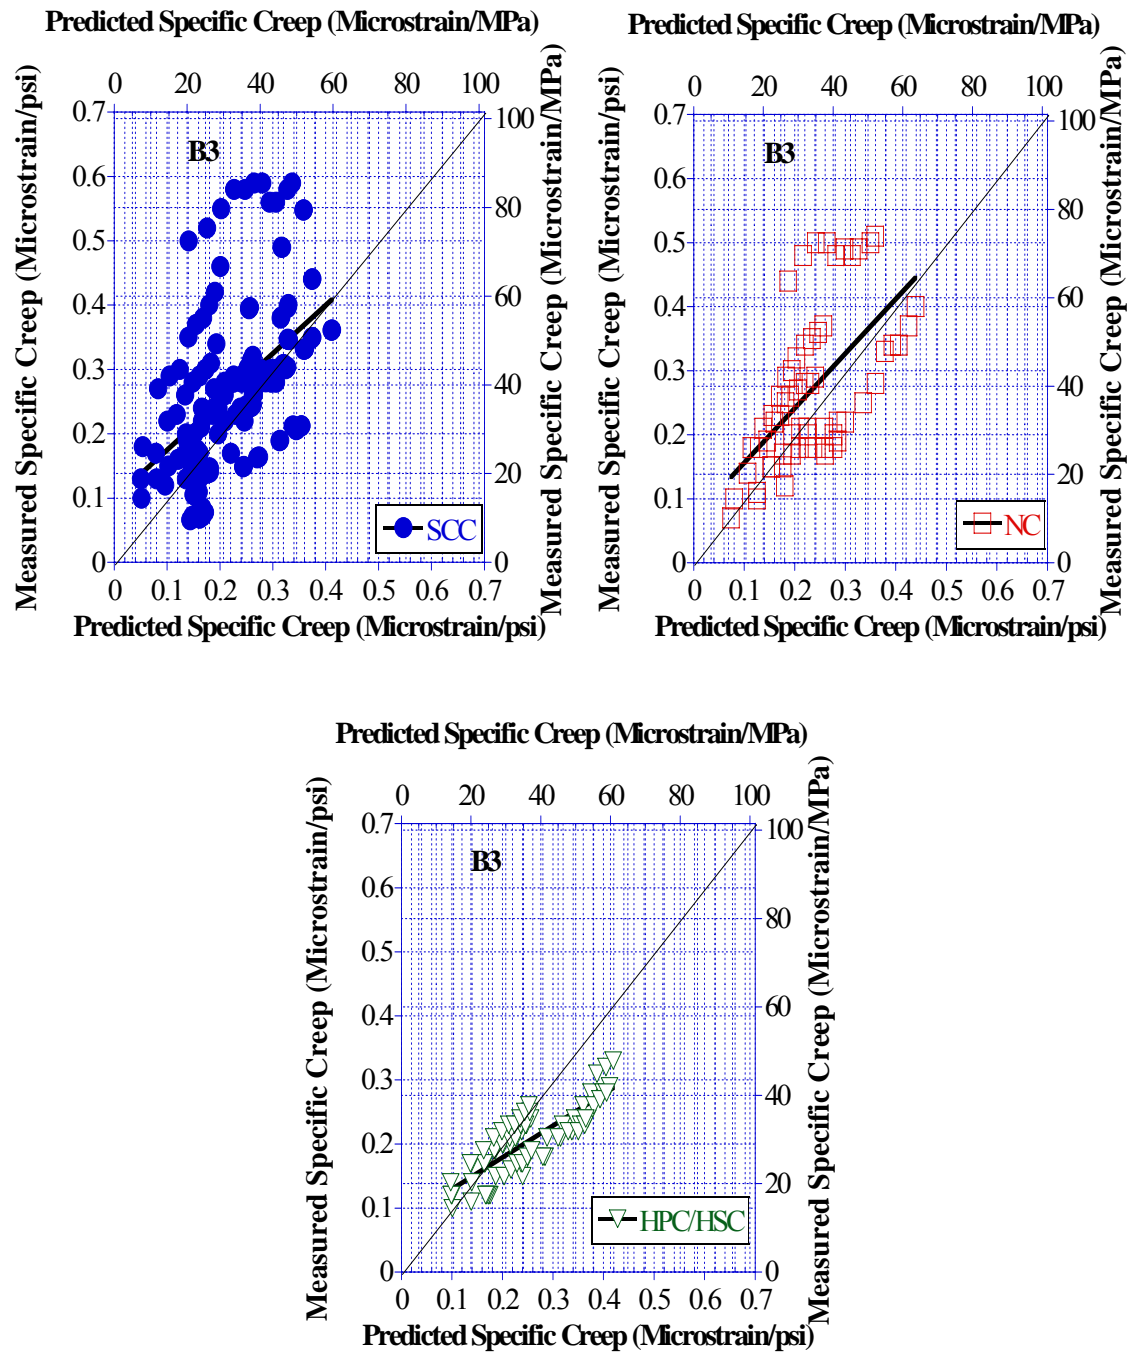 Predicted Specific Creep (Microstrain/MPa)
0 20 40 60 80 100
Measured Specific Creep (Microstrain/psi)
0.7
0.6
0.5
0.4
0.3
0.2
0.1
0
B3
SCC
100
80
60
40
20
0
Measured Specific Creep (Microstrain/MPa)
0 0.1 0.2 0.3 0.4 0.5 0.6 0.7
Predicted Specific Creep (Microstrain/psi)
Predicted Specific Creep (Microstrain/MPa)
0 20 40 60 80 100
Measured Specific Creep (Microstrain/psi)
0.7
0.6
0.5
0.4
0.3
0.2
0.1
0
B3
NC
100
80
60
40
20
0
Measured Specific Creep (Microstrain/MPa)
0 0.1 0.2 0.3 0.4 0.5 0.6 0.7
Predicted Specific Creep (Microstrain/psi)
Predicted Specific Creep (Microstrain/MPa)
0 20 40 60 80 100
Measured Specific Creep (Microstrain/psi)
0.7
0.6
0.5
0.4
0.3
0.2
0.1
0
B3
HPC/HSC
100
80
60
40
20
0
Measured Specific Creep (Microstrain/MPa)
0 0.1 0.2 0.3 0.4 0.5 0.6 0.7
Predicted Specific Creep (Microstrain/psi)